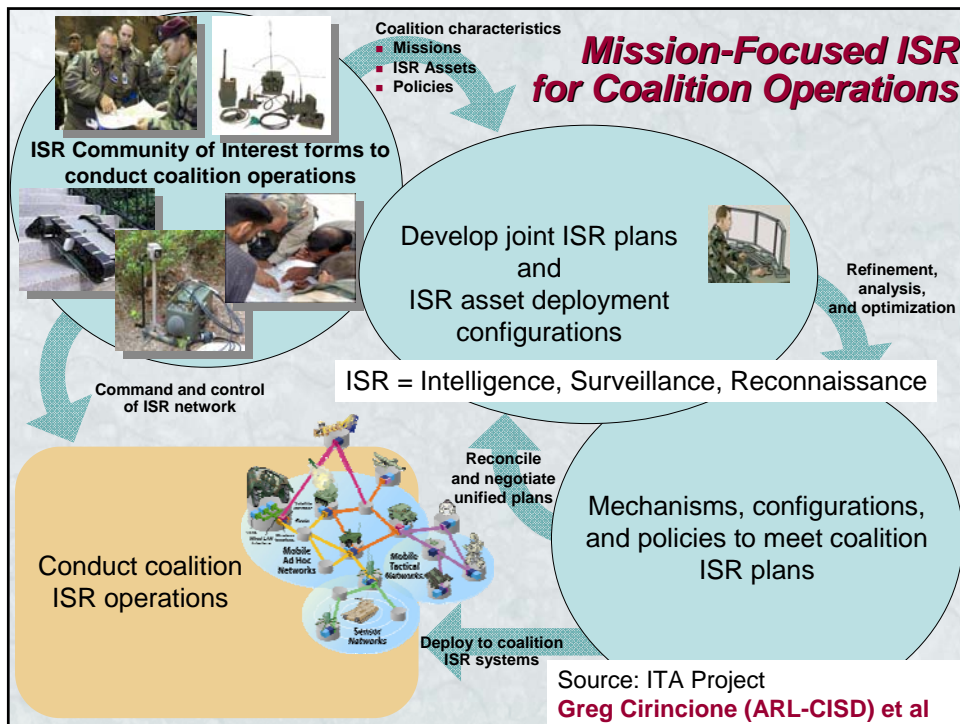 Coalition characteristics
Missions
ISR Assets
Policies
Mission-Focused ISR
for Coalition Operations
ISR Community of Interest forms to
conduct coalition operations
Develop joint ISR plans
and
ISR asset deployment
configurations
Refinement,
analysis,
and optimization
ISR = Intelligence, Surveillance, Reconnaissance
Command and control
of ISR network
Reconcile
and negotiate
unified plans
Mechanisms, configurations,
and policies to meet coalition
ISR plans
Conduct coalition
ISR operations
Mobile
Ad Hoc
Networks
Mobile
Tactical
Networks
Sensor
Networks
Deploy to coalition
ISR systems
Source: ITA Project
Greg Cirincione (ARL-CISD) et al